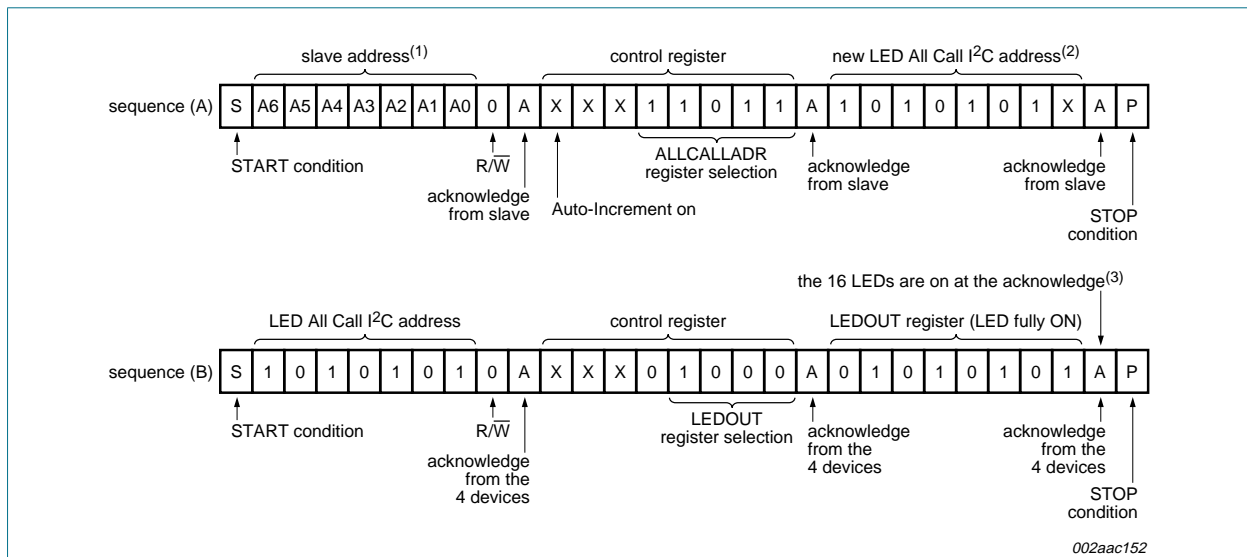 slave address(1) control register new LED All Call I2C address(2)
sequence (A) S A6 A5 A4 A3 A2 A1 A0 0 A X X X 1 1 0 1 1 A 1 0 1 0 1 0 1 X A P
START condition R/W ALLCALLADR acknowledge acknowledge
register selection from slave from slave
acknowledge
from slave Auto-Increment on STOP
condition
the 16 LEDs are on at the acknowledge(3)
LED All Call I2C address control register LEDOUT register (LED fully ON)
sequence (B) S 1 0 1 0 1 0 1 0 A X X X 0 1 0 0 0 A 0 1 0 1 0 1 0 1 A P
START condition R/W LEDOUT acknowledge acknowledge
register selection from the from the
acknowledge 4 devices 4 devices
from the
4 devices STOP
condition
002aac152